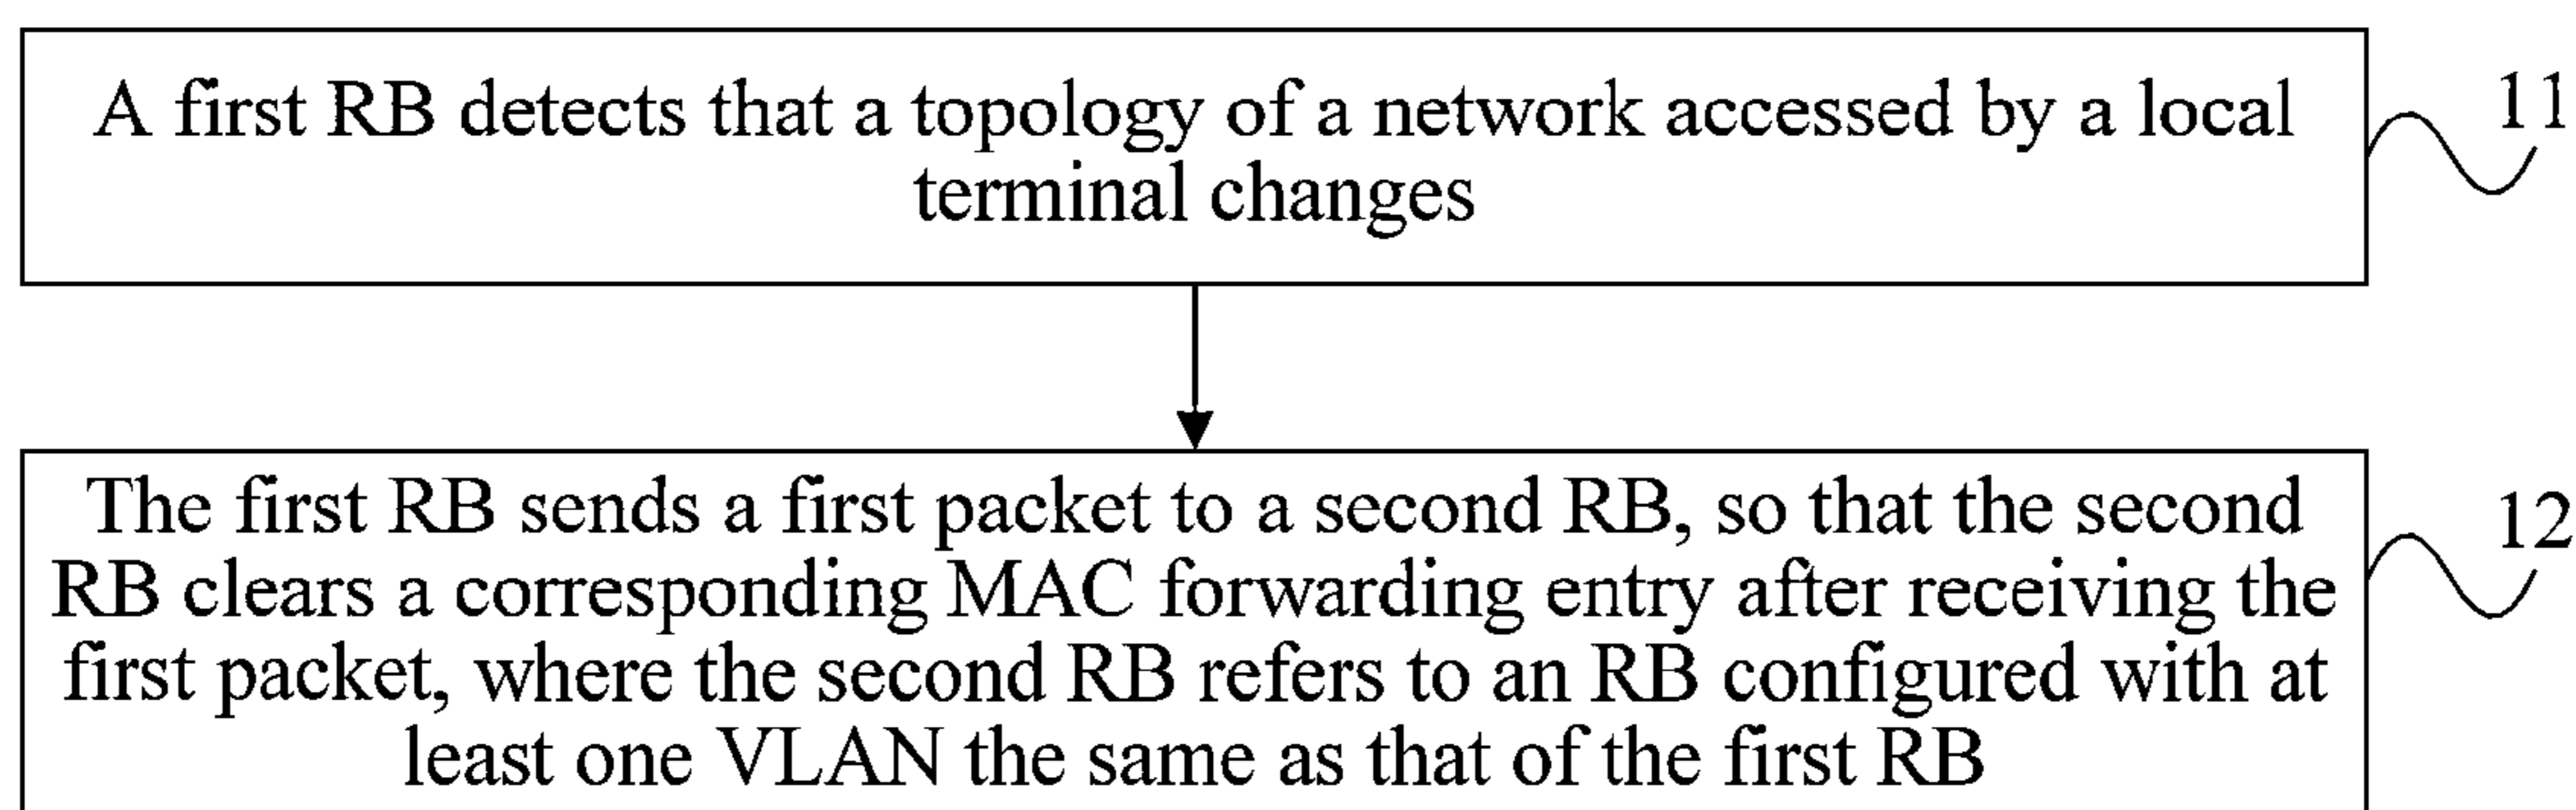 A first RB detects that a topology of a network accessed by a local
terminal changes
11
The first RB sends a first packet to a second RB, so that the second
RB clears a corresponding MAC forwarding entry after receiving the
first packet, where the second RB refers to an RB configured with at
least one VLAN the same as that of the first RB
12